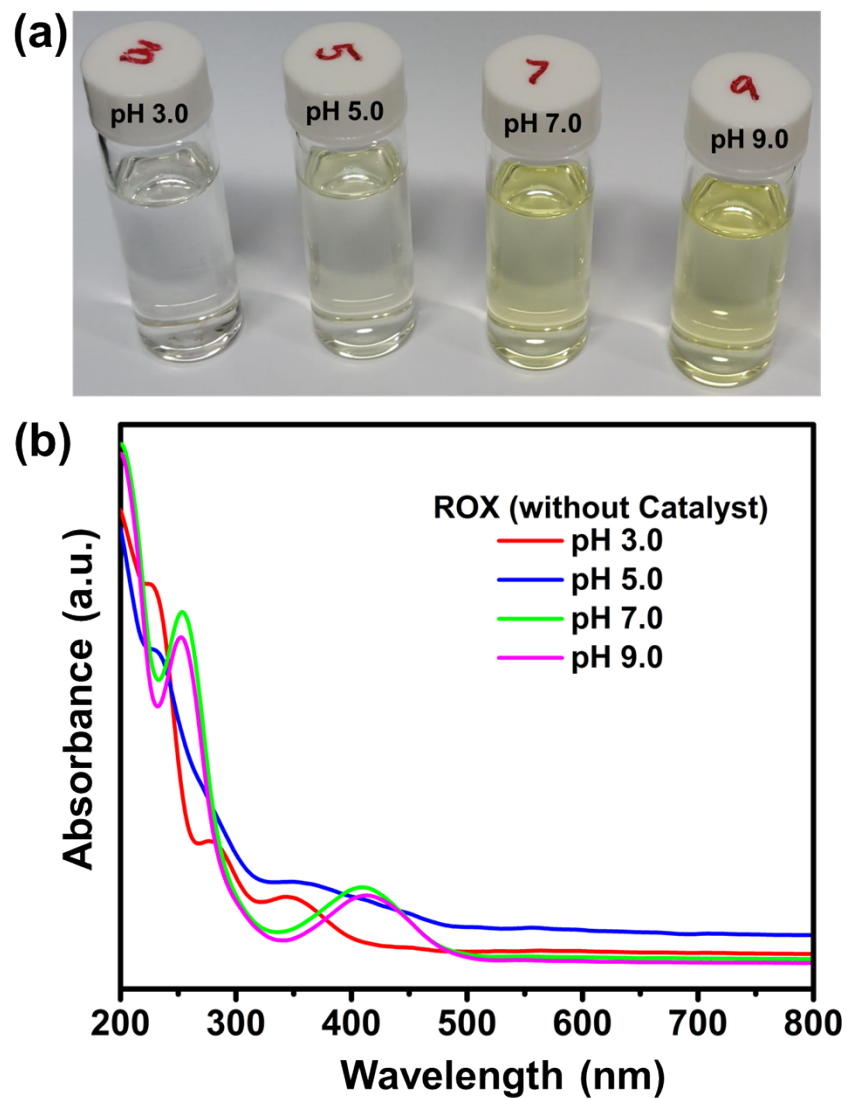 (a)
3
5
7
9
pH 3.0
pH 5.0
pH 7.0
pH 9.0
(b)
ROX (without Catalyst)
pH 3.0
pH 5.0
pH 7.0
pH 9.0
Absorbance (a.u.)
200
300
400
500
600
700
800
Wavelength (nm)